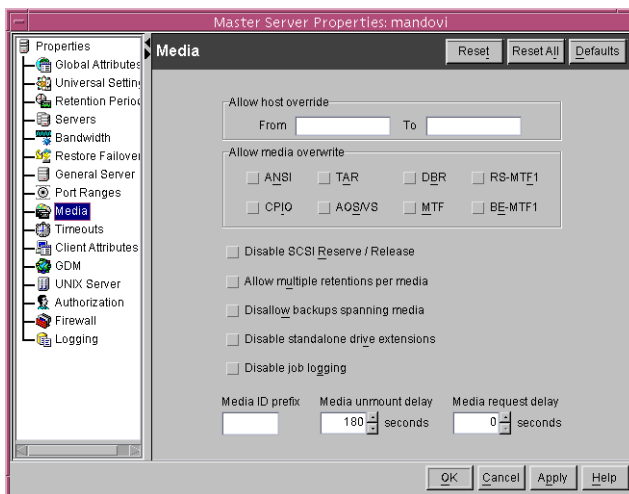 Master Server Properties: mandovi
Properties
Global Attributes
Universal Settin
Retention Perio
Servers
Bandwidth
Restore Failover
General Server
Port Ranges
Media
Timeouts
Client Attributes
GDM
UNIX Server
Authorization
Firewall
Logging
Media
Reset Reset All Defaults
Allow host override
From To
Allow media overwrite
ANSI TAR DBR RS-MTF1
CPIO AOS/VS MTF BE-MTF1
Disable SCSI Reserve / Release
Allow multiple retentions per media
Disallow backups spanning media
Disable standalone drive extensions
Disable job logging
Media ID prefix Media unmount delay Media request delay
180 seconds 0 seconds
OK Cancel Apply Help